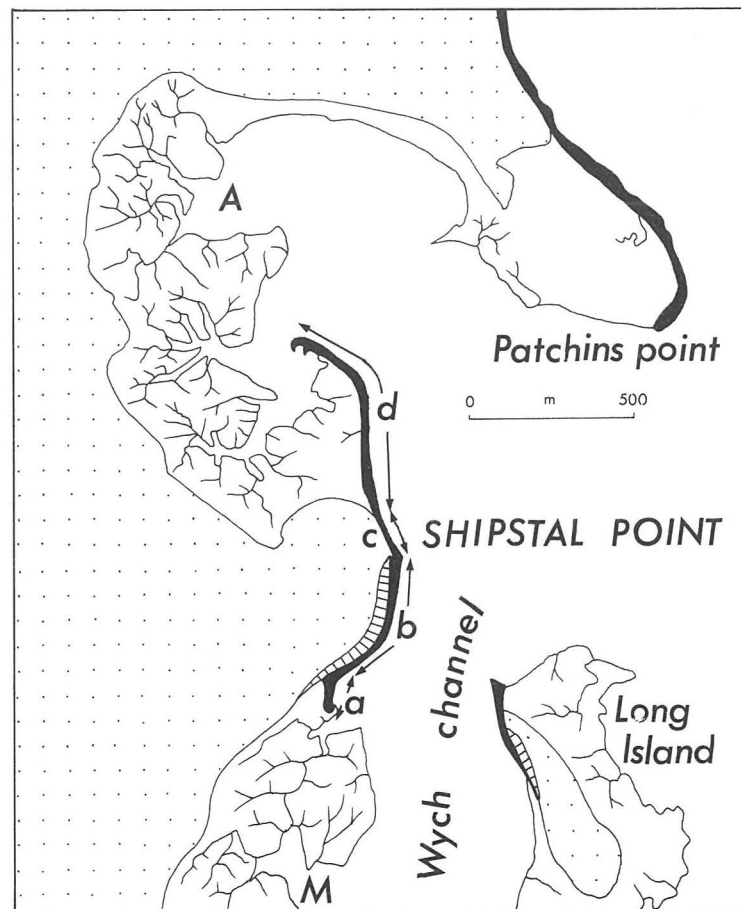 A
Patchins point
0 m 500
d
c
SHIPSTAL POINT
b
a
Wych channel
Long
Island
M